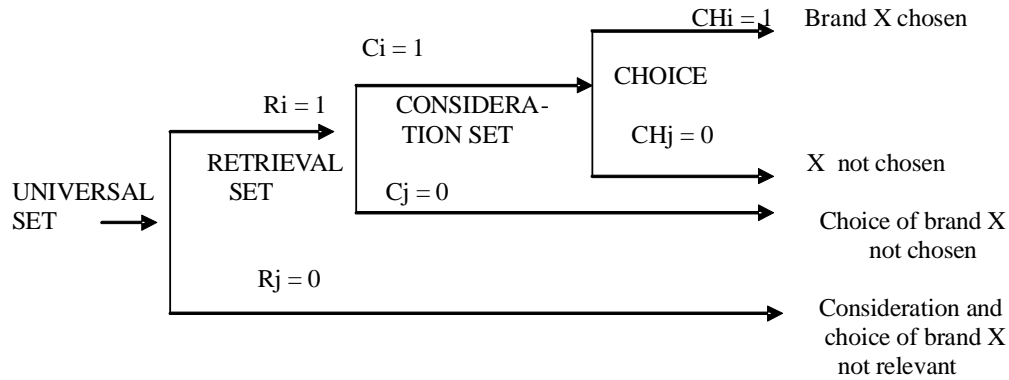 CHi = 1
Brand X chosen
Ci = 1
CHOICE
Ri = 1
CONSIDERA-
TION SET
CHj = 0
RETRIEVAL
SET
X not chosen
UNIVERSAL
SET
Cj = 0
Choice of brand X
not chosen
Rj = 0
Consideration and
choice of brand X
not relevant